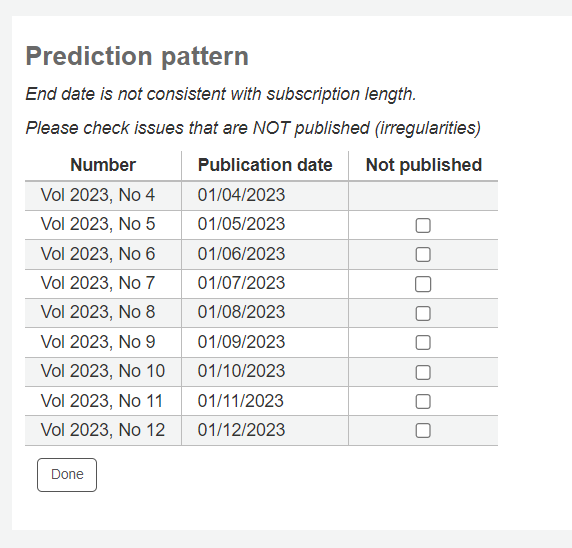 Prediction pattern
End date is not consistent with subscription length.
Please check issues that are NOT published (irregularities)
Number Publication date Not published
Vol 2023, No 4 01/04/2023
Vol 2023, No 5 01/05/2023
Vol 2023, No 6 01/06/2023
Vol 2023, No 7 01/07/2023
Vol 2023, No 8 01/08/2023
Vol 2023, No 9 01/09/2023
Vol 2023, No 10 01/10/2023
Vol 2023, No 11 01/11/2023
Vol 2023, No 12 01/12/2023
Done